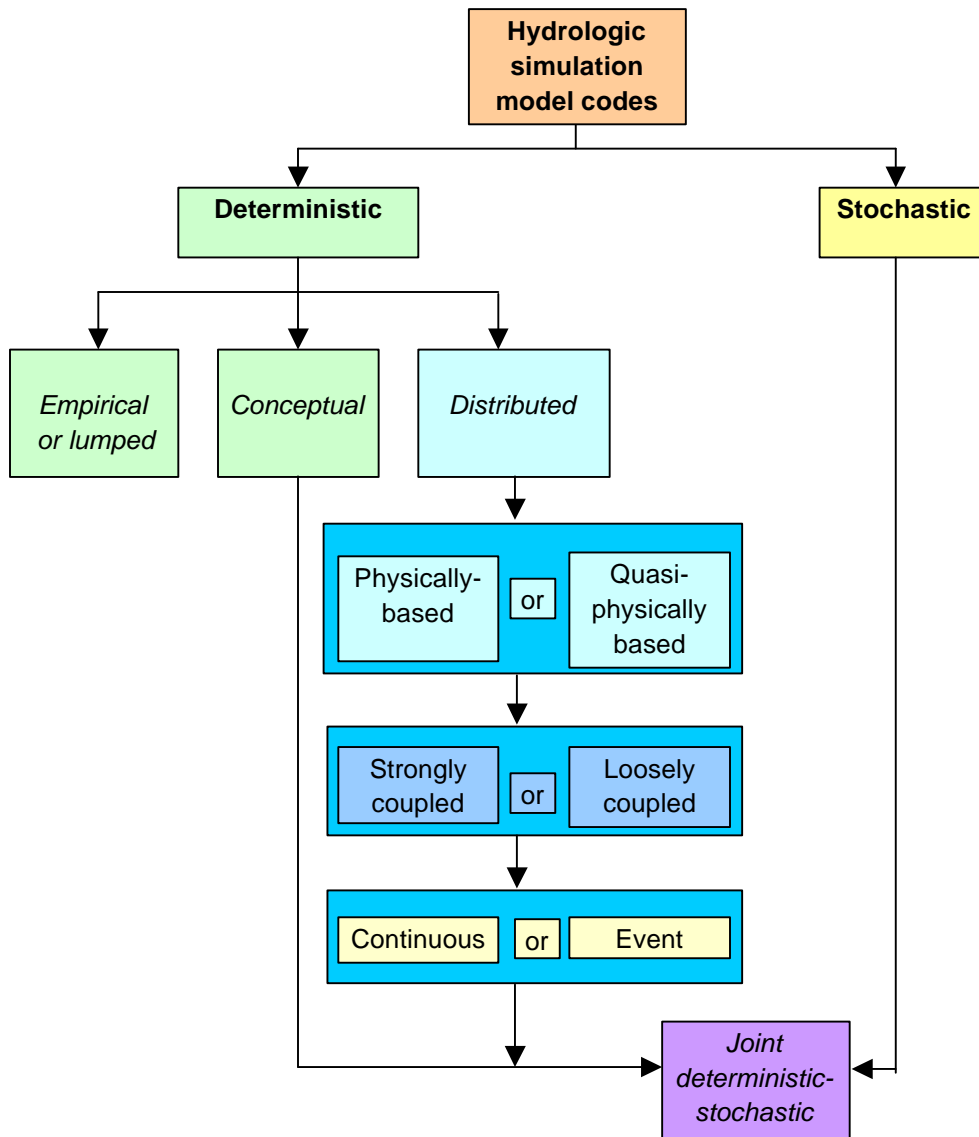 Hydrologic
simulation
model codes
Deterministic
Stochastic
Empirical
or lumped
Conceptual
Distributed
Physically-
based
or
Quasi-
physically
based
Strongly
coupled
or
Loosely
coupled
Continuous
or
Event
Joint
deterministic-
stochastic